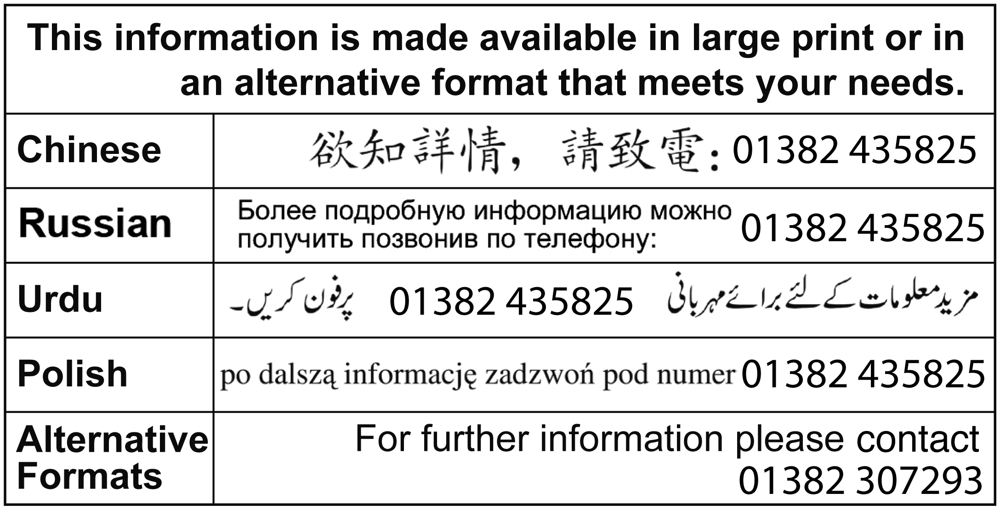 This information is made available in large print or in
an alternative format that meets your needs.
Chinese
欲知詳情，請致電：01382 435825
Russian
Более подробную информацию можно
получить позвонив по телефону:
01382 435825
Urdu
مزید معلومات کے لئے برائے مہربانی 01382 435825 پر فون کریں۔
Polish
po dalszą informację zadzwoń pod numer 01382 435825
Alternative
Formats
For further information please contact
01382 307293